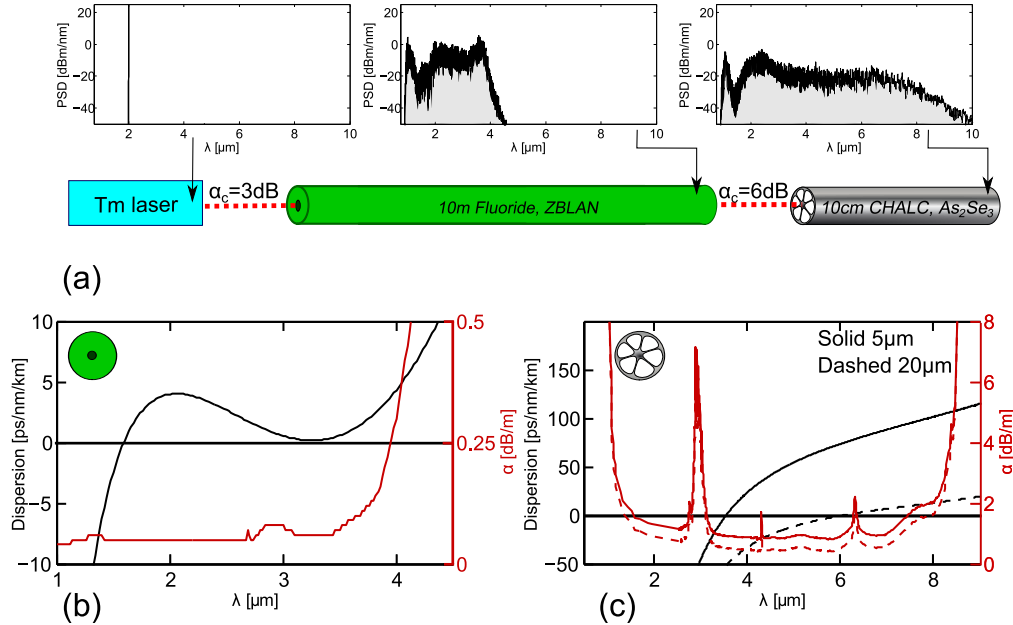 PSD [dBm/nm]
20
0
−20
−40
2
4
6
8
10
λ [μm]
PSD [dBm/nm]
20
0
−20
−40
2
4
6
8
10
λ [μm]
PSD [dBm/nm]
20
0
−20
−40
2
4
6
8
10
λ [μm]
Tm laser
α_c=3dB
10m Fluoride, ZBLAN
α_c=6dB
10cm CHALC, As₂Se₃
(a)
Dispersion [ps/nm/km]
10
5
0
−5
−10
1
2
3
4
λ [μm]
0.5
0.25
0
α [dB/m]
(b)
Dispersion [ps/nm/km]
150
100
50
0
−50
2
4
6
8
λ [μm]
Solid 5μm
Dashed 20μm
8
6
4
2
0
α [dB/m]
(c)